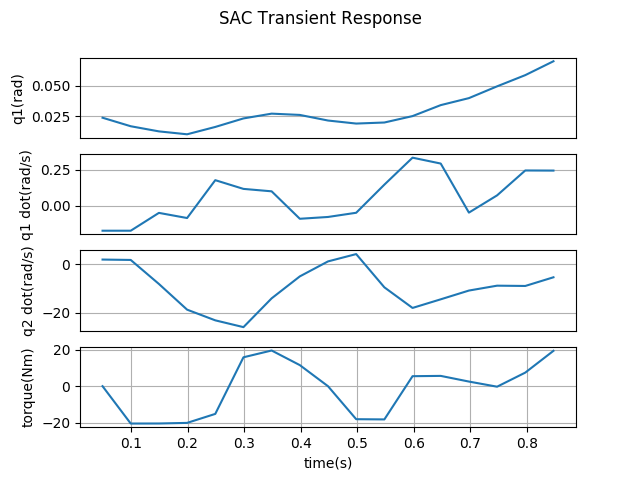 SAC Transient Response
q1(rad)
0.050
0.025
q1 dot(rad/s)
0.25
0.00
q2 dot(rad/s)
0
−20
torque(Nm)
20
0
−20
0.1 0.2 0.3 0.4 0.5 0.6 0.7 0.8
time(s)